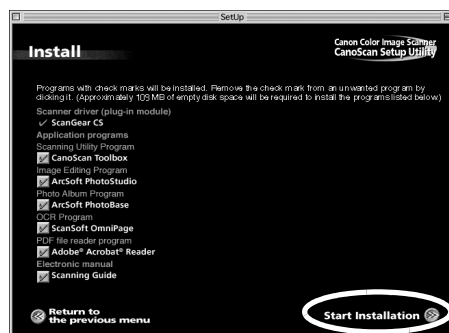 SetUp
Install
Canon Color Image Scanner
CanoScan Setup Utility
Programs with check marks will be installed. Remove the check mark from an unwanted program by
clicking it. (Approximately 109 MB of empty disk space will be required to install the programs listed below.)
Scanner driver (plug-in module)
ScanGear CS
Application programs
Scanning Utility Program
CanoScan Toolbox
Image Editing Program
ArcSoft PhotoStudio
Photo Album Program
ArcSoft PhotoBase
OCR Program
ScanSoft OmniPage
PDF file reader program
Adobe® Acrobat® Reader
Electronic manual
Scanning Guide
Return to
the previous menu
Start Installation